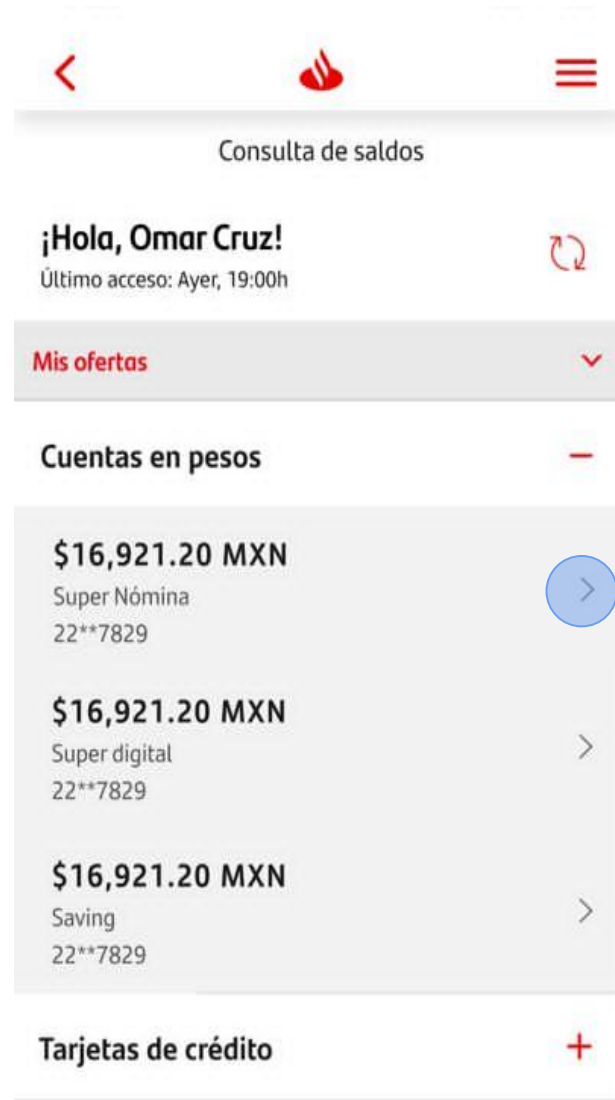 Consulta de saldos
¡Hola, Omar Cruz!
Último acceso: Ayer, 19:00h
Mis ofertas
Cuentas en pesos
$16,921.20 MXN
Super Nómina
22**7829
$16,921.20 MXN
Super digital
22**7829
$16,921.20 MXN
Saving
22**7829
Tarjetas de crédito